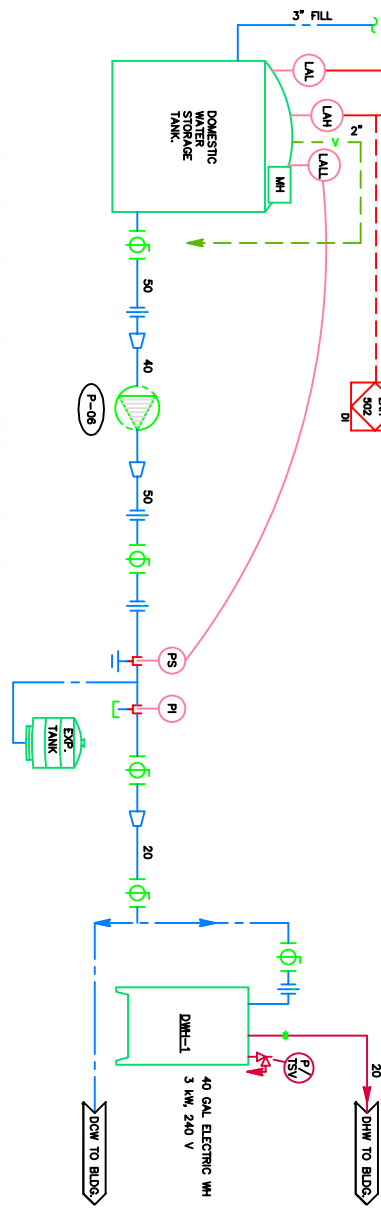 3" FILL
LAL
LAH
2"
V
LALL
MH
DOMESTIC
WATER
STORAGE
TANK.
502
DI
50
40
P-06
50
PS
PI
EXP.
TANK
20
DWH-1
40 GAL ELECTRIC WH
3 kW, 240 V
P/
TSV
20
DCW TO BLDG.
DHW TO BLDG.